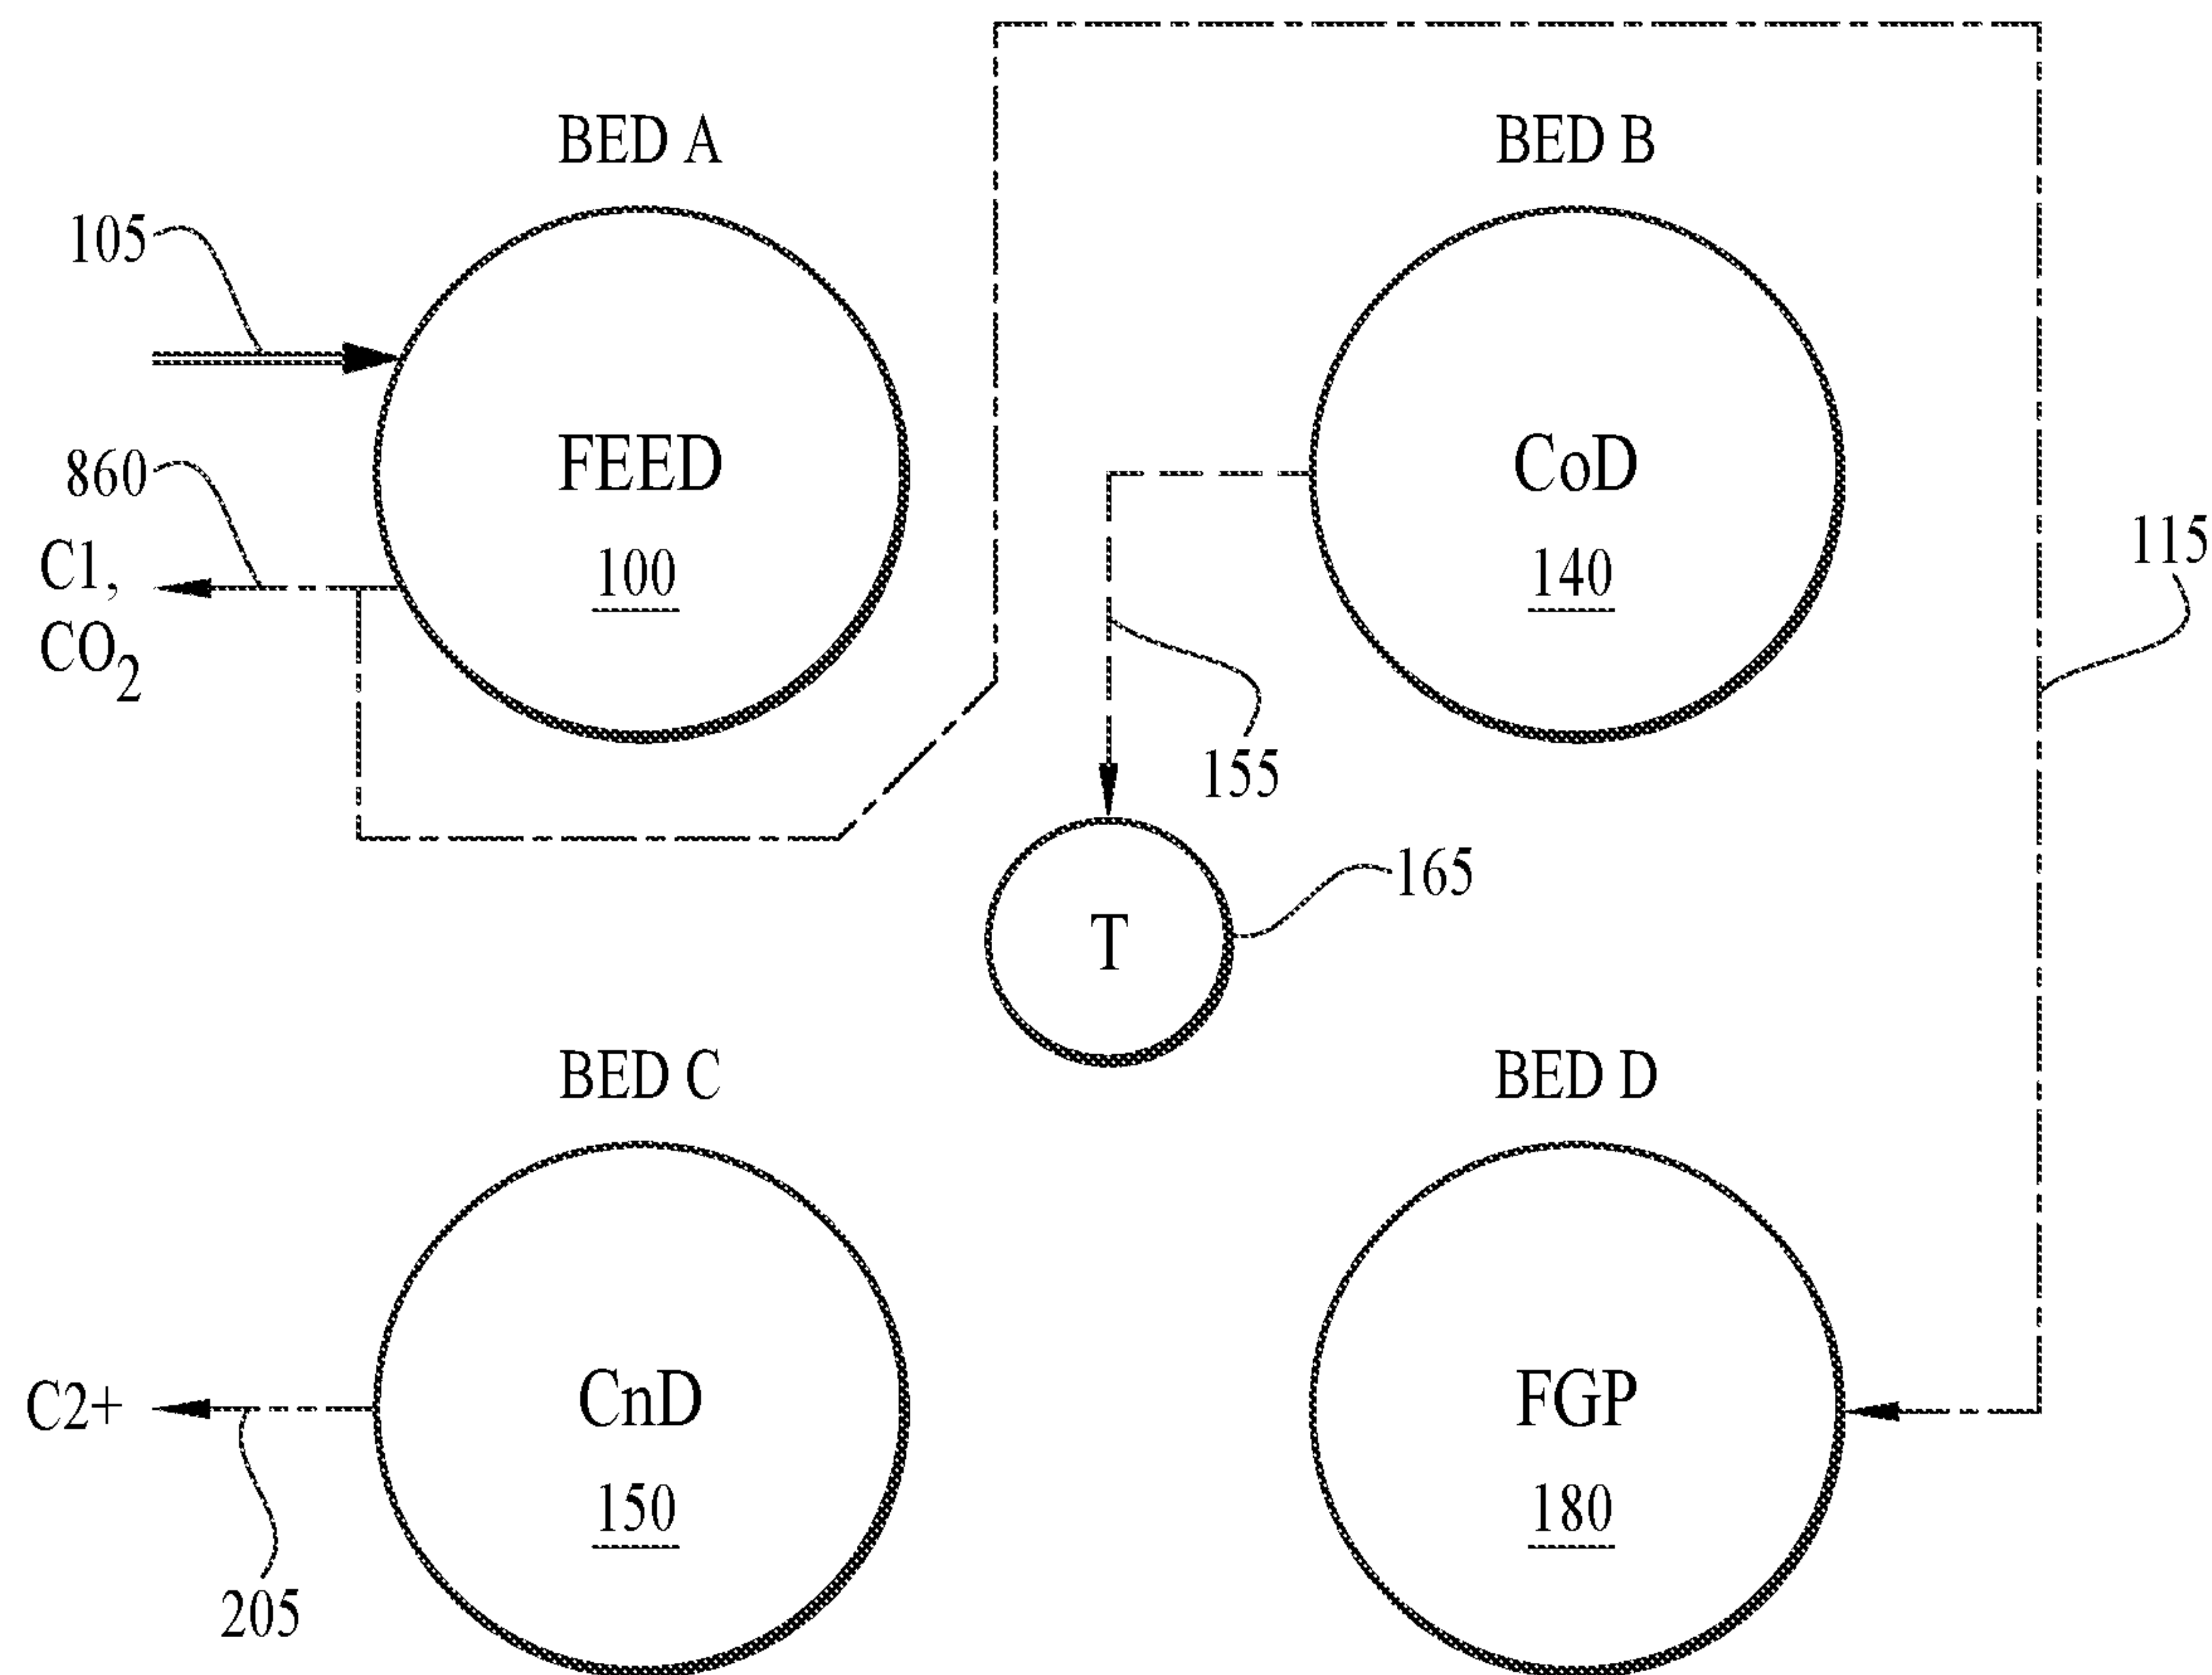 BED A
BED B
105
FEED
100
860
C1,
CO2
CoD
140
115
155
165
T
BED C
BED D
C2+
CnD
150
205
FGP
180